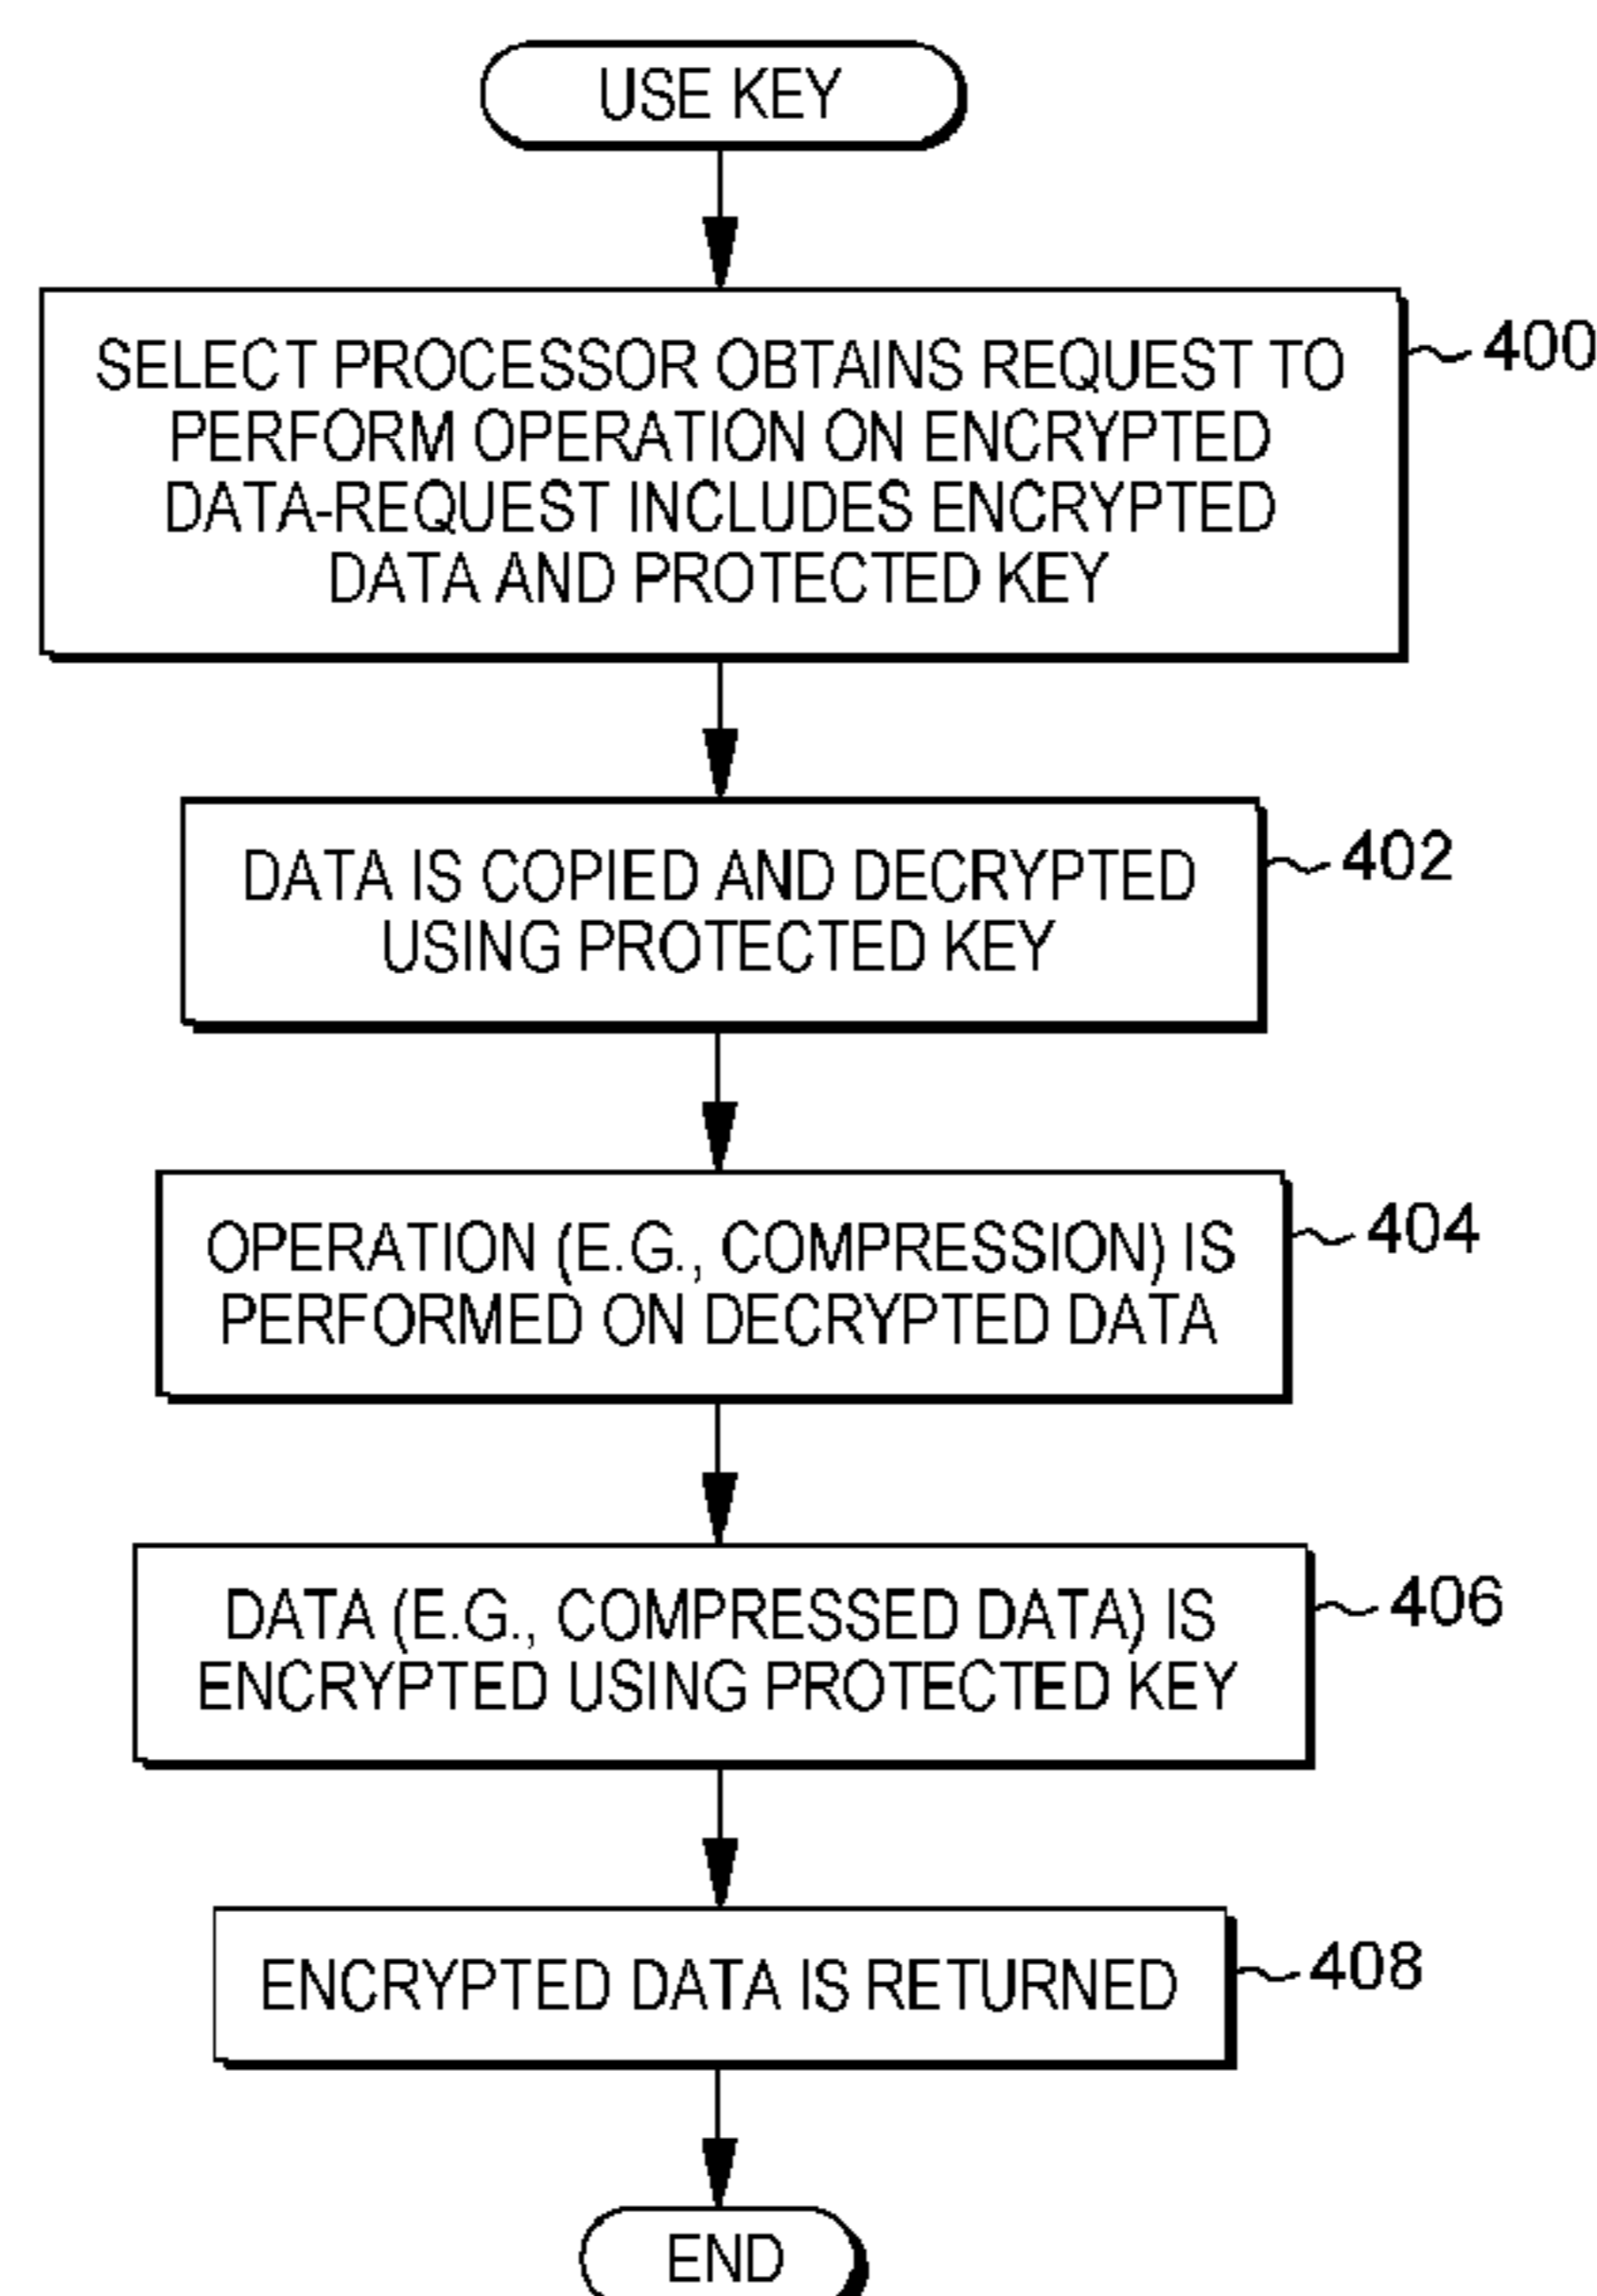 USE KEY
SELECT PROCESSOR OBTAINS REQUEST TO
PERFORM OPERATION ON ENCRYPTED
DATA-REQUEST INCLUDES ENCRYPTED
DATA AND PROTECTED KEY
400
DATA IS COPIED AND DECRYPTED
USING PROTECTED KEY
402
OPERATION (E.G., COMPRESSION) IS
PERFORMED ON DECRYPTED DATA
404
DATA (E.G., COMPRESSED DATA) IS
ENCRYPTED USING PROTECTED KEY
406
ENCRYPTED DATA IS RETURNED
408
END